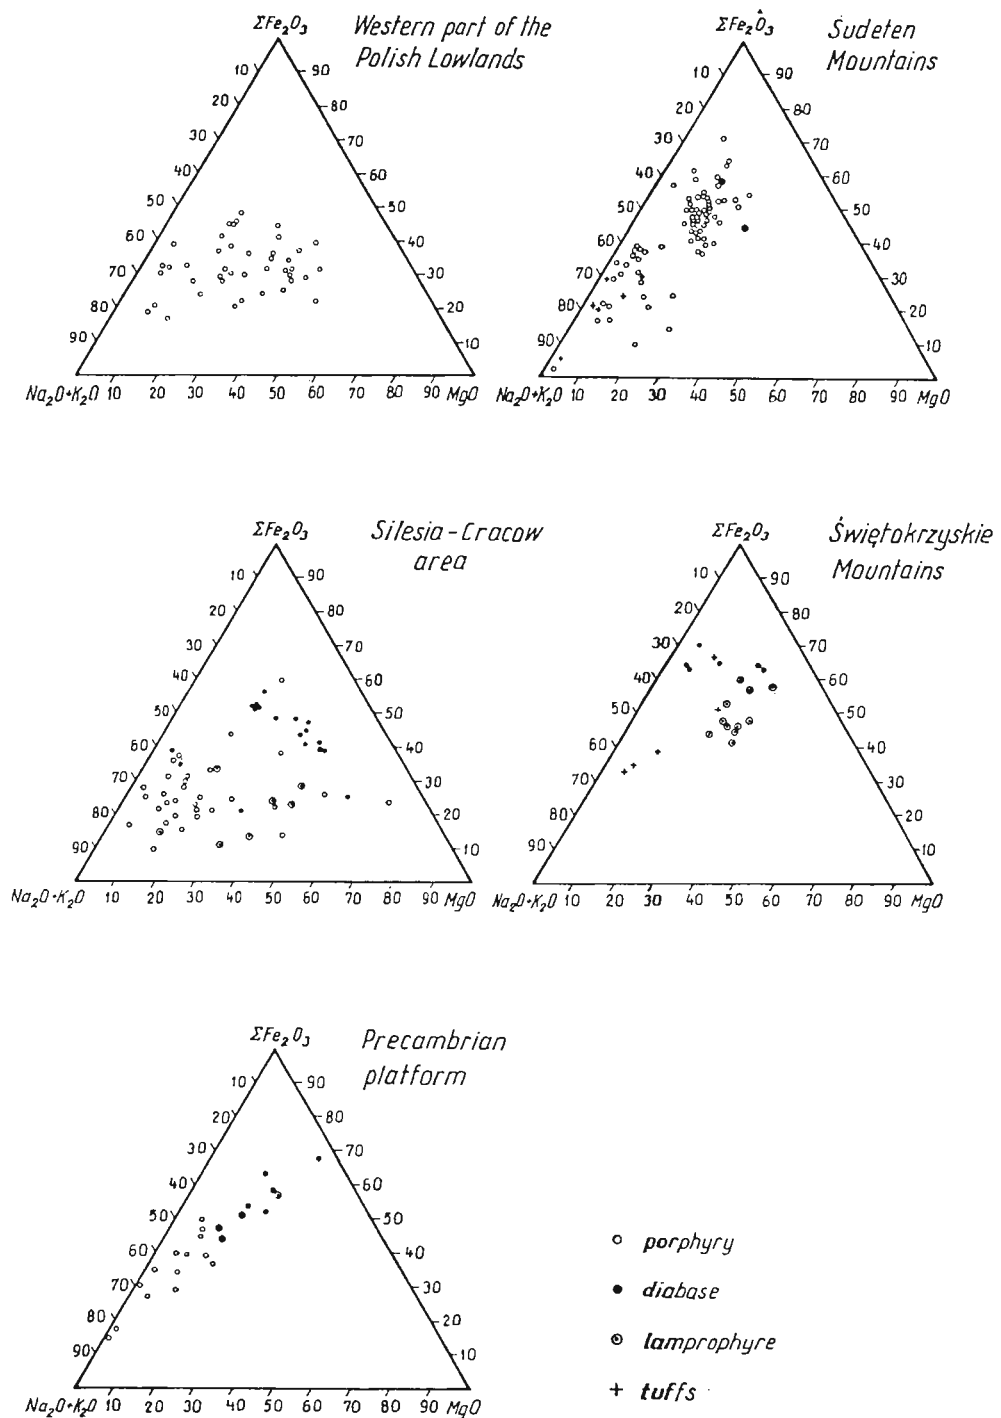 ΣFe₂O₃
Western part of the
Polish Lowlands
10 90
20 80
30 70
40 60
50 50
60 40
70 30
80 20
90 10
Na₂O+K₂O 10 20 30 40 50 60 70 80 90 MgO
ΣFe₂O₃
Sudeten
Mountains
10 90
20 80
30 70
40 60
50 50
60 40
70 30
80 20
90 10
Na₂O+K₂O 10 20 30 40 50 60 70 80 90 MgO
ΣFe₂O₃
Silesia-Cracow
area
10 90
20 80
30 70
40 60
50 50
60 40
70 30
80 20
90 10
Na₂O+K₂O 10 20 30 40 50 60 70 80 90 MgO
ΣFe₂O₃
Świętokrzyskie
Mountains
10 90
20 80
30 70
40 60
50 50
60 40
70 30
80 20
90 10
Na₂O+K₂O 10 20 30 40 50 60 70 80 90 MgO
ΣFe₂O₃
Precambrian
platform
10 90
20 80
30 70
40 60
50 50
60 40
70 30
80 20
90 10
Na₂O+K₂O 10 20 30 40 50 60 70 80 90 MgO
porphyry
diabase
lamprophyre
+ tuffs